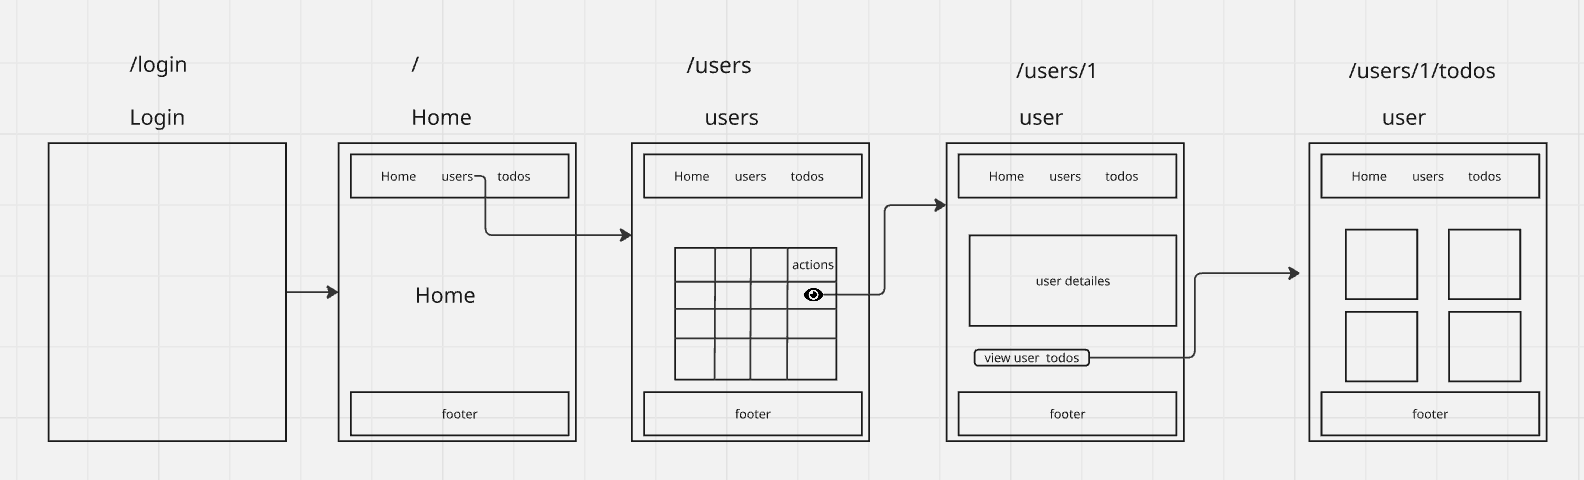 /login
/
/users
/users/1
/users/1/todos
Login
Home
users
user
user
Home users todos
Home users todos
Home users todos
Home users todos
Home
actions
user detailes
view user todos
footer
footer
footer
footer